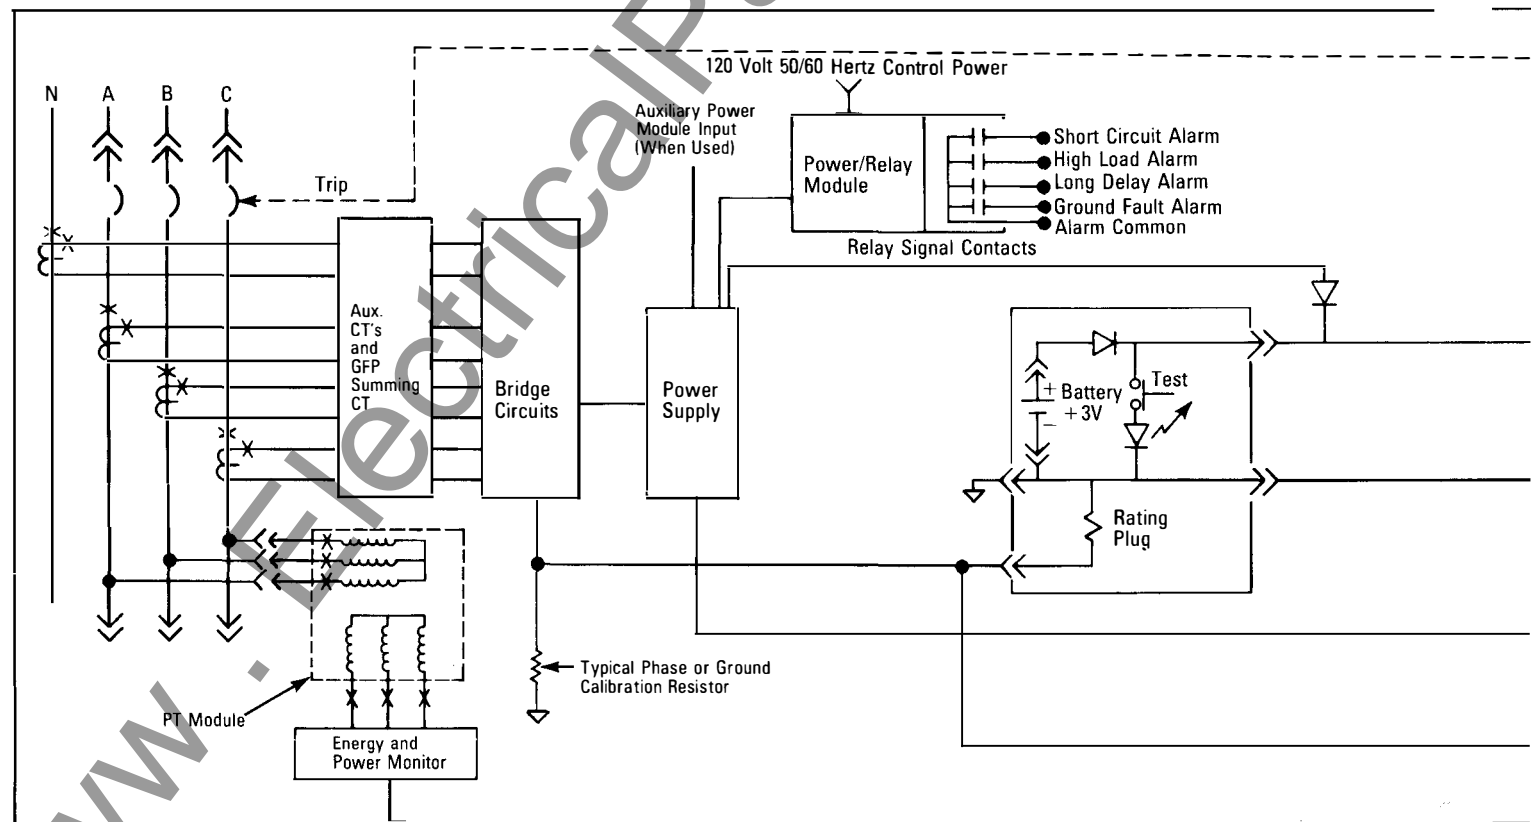 120 Volt 50/60 Hertz Control Power
N A B C
Auxiliary Power
Module Input
(When Used)
Power/Relay
Module
Short Circuit Alarm
High Load Alarm
Long Delay Alarm
Ground Fault Alarm
Alarm Common
Relay Signal Contacts
Trip
Aux.
CT's
and
GFP
Summing
CT
Bridge
Circuits
Power
Supply
+ Battery
+3V
−
Test
Rating
Plug
Typical Phase or Ground
Calibration Resistor
PT Module
Energy and
Power Monitor
ww . ElectricalP